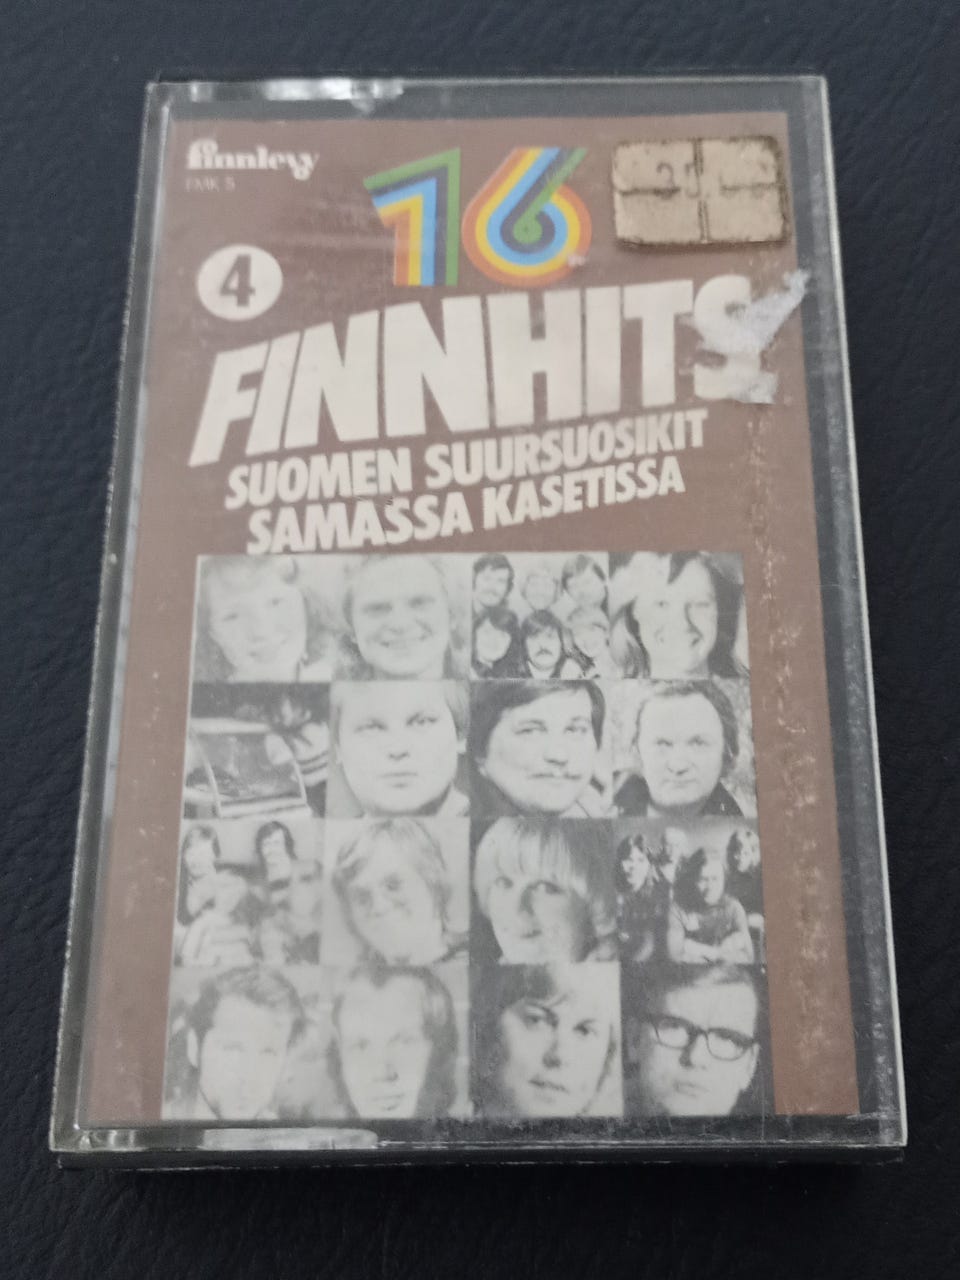 finnlevy
FMK 5
16
4
FINNHITS
SUOMEN SUURSUOSIKIT
SAMASSA KASETISSA